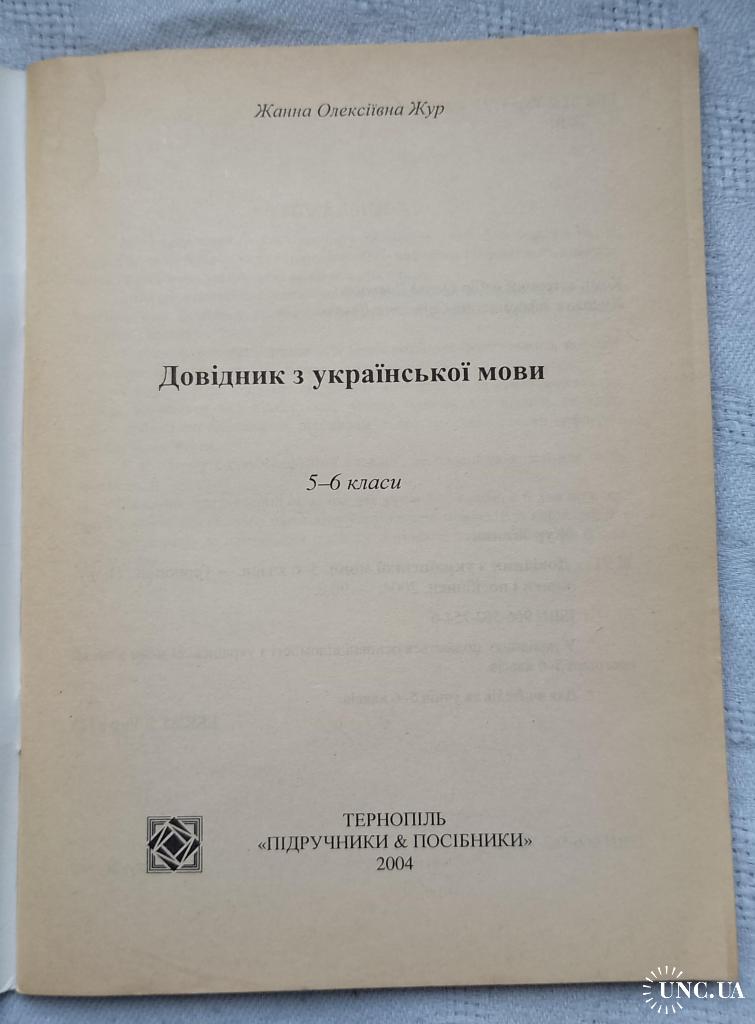 Жанна Олексіївна Жур
Довідник з української мови
5–6 класи
ТЕРНОПІЛЬ
«ПІДРУЧНИКИ & ПОСІБНИКИ»
2004
UNC.UA